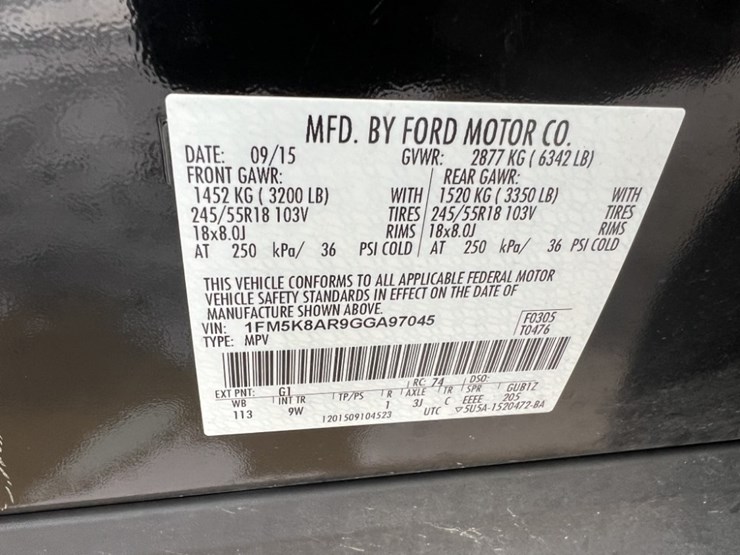 MFD. BY FORD MOTOR CO.
DATE: 09/15 GVWR: 2877 KG ( 6342 LB)
FRONT GAWR: REAR GAWR:
1452 KG ( 3200 LB) WITH 1520 KG ( 3350 LB) WITH
245/55R18 103V TIRES 245/55R18 103V TIRES
18x8.0J RIMS 18x8.0J RIMS
AT 250 kPa/ 36 PSI COLD AT 250 kPa/ 36 PSI COLD
THIS VEHICLE CONFORMS TO ALL APPLICABLE FEDERAL MOTOR
VEHICLE SAFETY STANDARDS IN EFFECT ON THE DATE OF
MANUFACTURE SHOWN ABOVE.
VIN: 1FM5K8AR9GGA97045 F0305
TYPE: MPV T0476
EXT PNT: G1 RC: 74 DSO:
WB INT TR TP/PS R AXLE TR SPR GUB1Z
113 9W 1 3J C EEEE 205
1201509104523 UTC 5U5A-1520472-BA